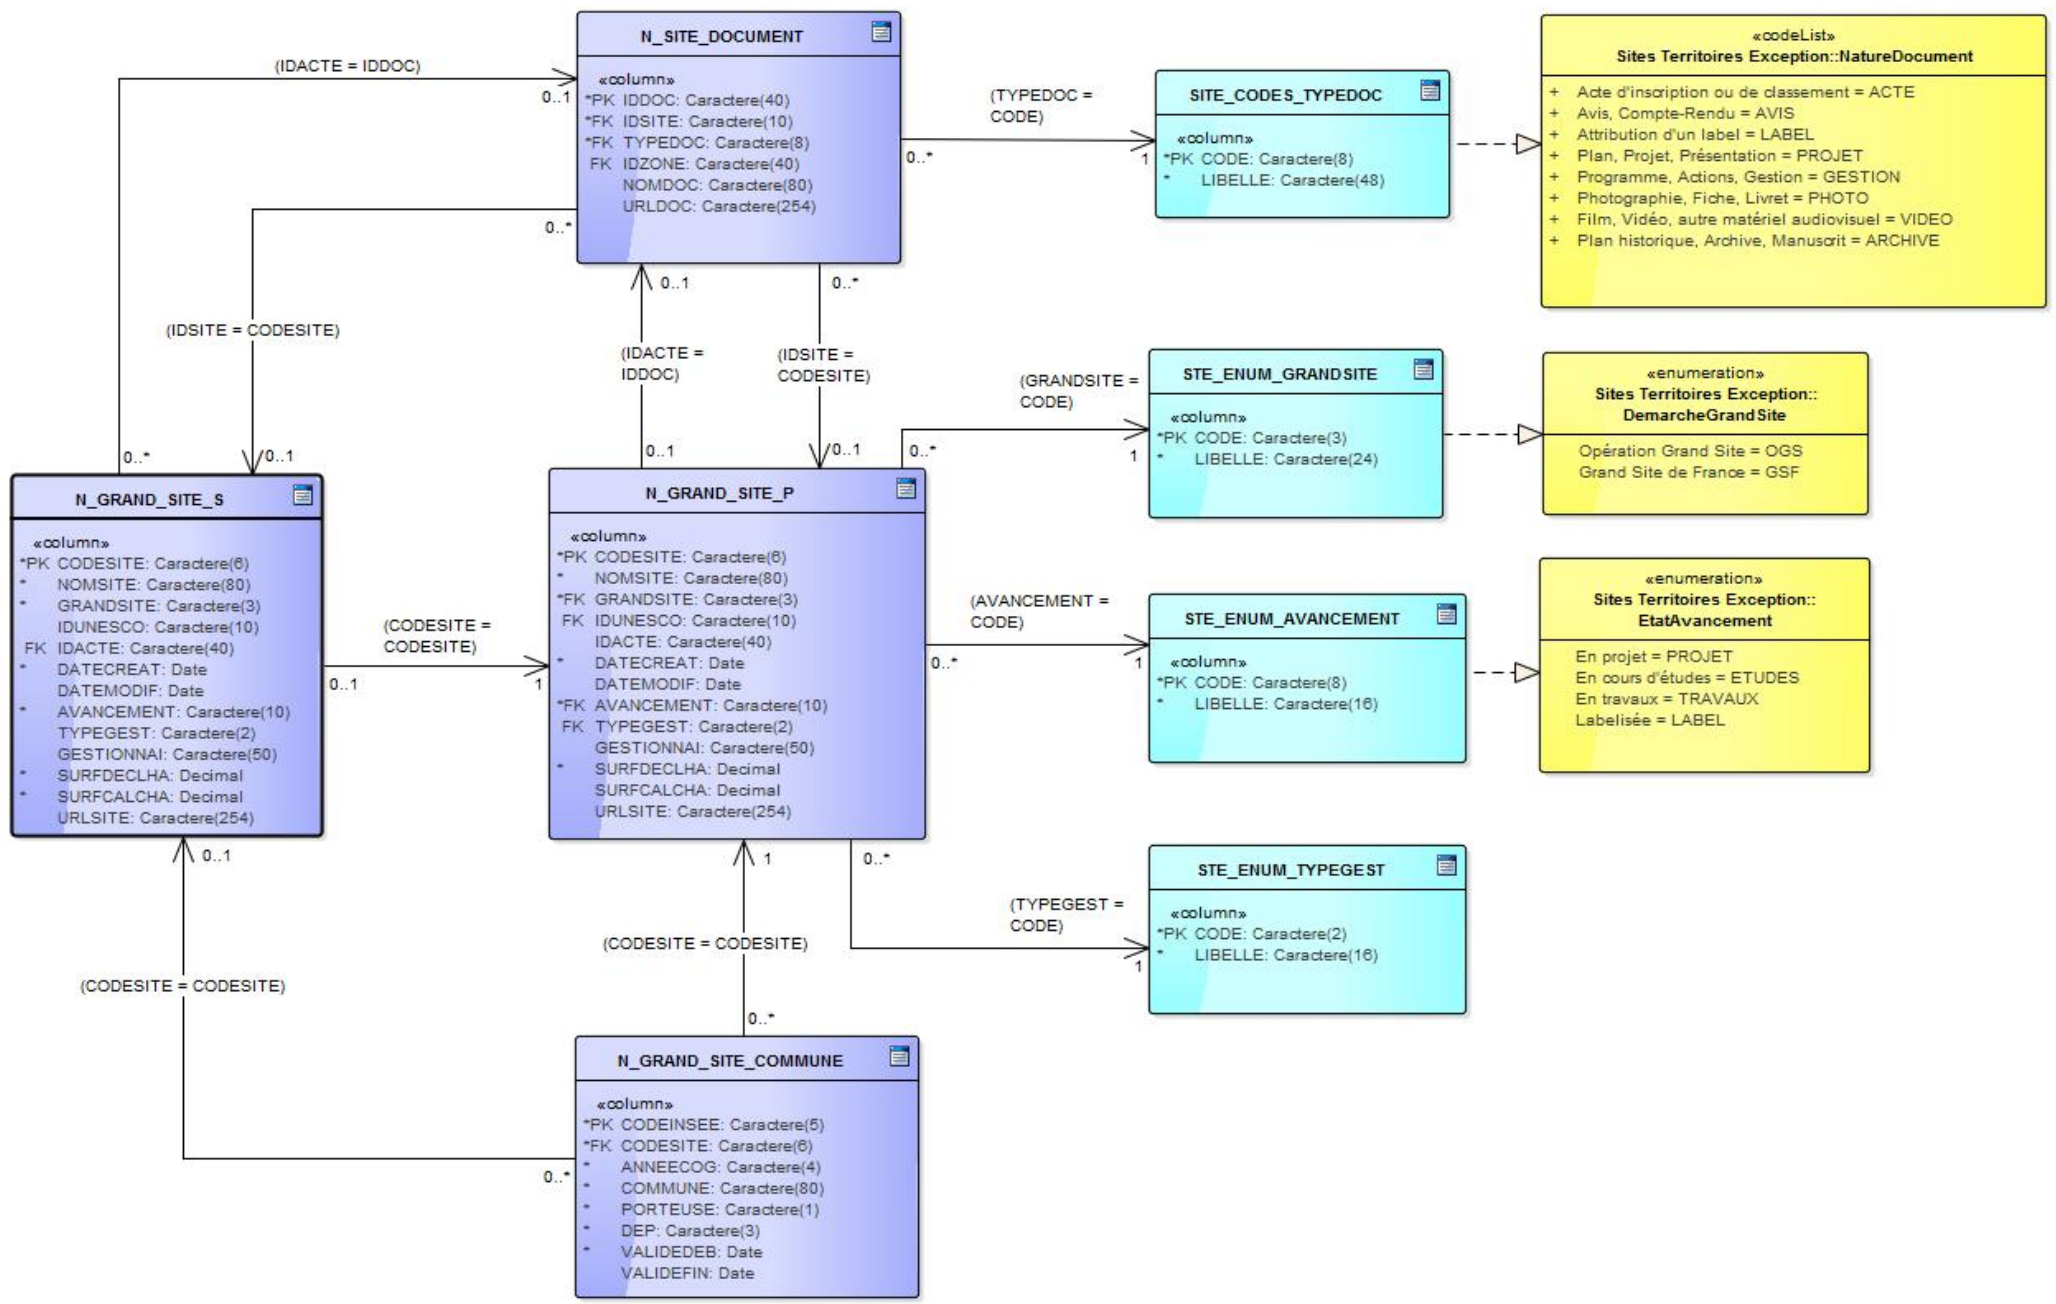 N_SITE_DOCUMENT
«column»
*PK IDDOC: Caractere(40)
*FK IDSITE: Caractere(10)
*FK TYPEDOC: Caractere(8)
FK IDZONE: Caractere(40)
NOMDOC: Caractere(80)
URLDOC: Caractere(254)
(IDACTE = IDDOC)
0..1
0..*
(IDSITE = CODESITE)
0..*
0..1
(TYPEDOC =
CODE)
0..*
1
SITE_CODES_TYPEDOC
«column»
*PK CODE: Caractere(8)
* LIBELLE: Caractere(48)
«codeList»
Sites Territoires Exception::NatureDocument
+ Acte d'inscription ou de classement = ACTE
+ Avis, Compte-Rendu = AVIS
+ Attribution d'un label = LABEL
+ Plan, Projet, Présentation = PROJET
+ Programme, Actions, Gestion = GESTION
+ Photographie, Fiche, Livret = PHOTO
+ Film, Vidéo, autre matériel audiovisuel = VIDEO
+ Plan historique, Archive, Manuscrit = ARCHIVE
0..1
(IDACTE =
IDDOC)
0..1
0..*
(IDSITE =
CODESITE)
0..1
(GRANDSITE =
CODE)
0..*
1
STE_ENUM_GRANDSITE
«column»
*PK CODE: Caractere(3)
* LIBELLE: Caractere(24)
«enumeration»
Sites Territoires Exception::
DemarcheGrandSite
Opération Grand Site = OGS
Grand Site de France = GSF
N_GRAND_SITE_S
«column»
*PK CODESITE: Caractere(6)
* NOMSITE: Caractere(80)
* GRANDSITE: Caractere(3)
IDUNESCO: Caractere(10)
FK IDACTE: Caractere(40)
* DATECREAT: Date
DATEMODIF: Date
* AVANCEMENT: Caractere(10)
TYPEGEST: Caractere(2)
GESTIONNAI: Caractere(50)
* SURFDECLHA: Decimal
* SURFCALCHA: Decimal
URLSITE: Caractere(254)
(CODESITE =
CODESITE)
0..1
1
N_GRAND_SITE_P
«column»
*PK CODESITE: Caractere(6)
* NOMSITE: Caractere(80)
*FK GRANDSITE: Caractere(3)
FK IDUNESCO: Caractere(10)
IDACTE: Caractere(40)
* DATECREAT: Date
DATEMODIF: Date
*FK AVANCEMENT: Caractere(10)
FK TYPEGEST: Caractere(2)
GESTIONNAI: Caractere(50)
* SURFDECLHA: Decimal
SURFCALCHA: Decimal
URLSITE: Caractere(254)
(AVANCEMENT =
CODE)
0..*
1
STE_ENUM_AVANCEMENT
«column»
*PK CODE: Caractere(8)
* LIBELLE: Caractere(16)
«enumeration»
Sites Territoires Exception::
EtatAvancement
En projet = PROJET
En cours d'études = ETUDES
En travaux = TRAVAUX
Labelisée = LABEL
0..1
(CODESITE = CODESITE)
0..*
1
(CODESITE = CODESITE)
0..*
0..*
(TYPEGEST =
CODE)
1
STE_ENUM_TYPEGEST
«column»
*PK CODE: Caractere(2)
* LIBELLE: Caractere(16)
N_GRAND_SITE_COMMUNE
«column»
*PK CODEINSEE: Caractere(5)
*FK CODESITE: Caractere(6)
* ANNEECOG: Caractere(4)
* COMMUNE: Caractere(80)
* PORTEUSE: Caractere(1)
* DEP: Caractere(3)
* VALIDEDEB: Date
VALIDEFIN: Date